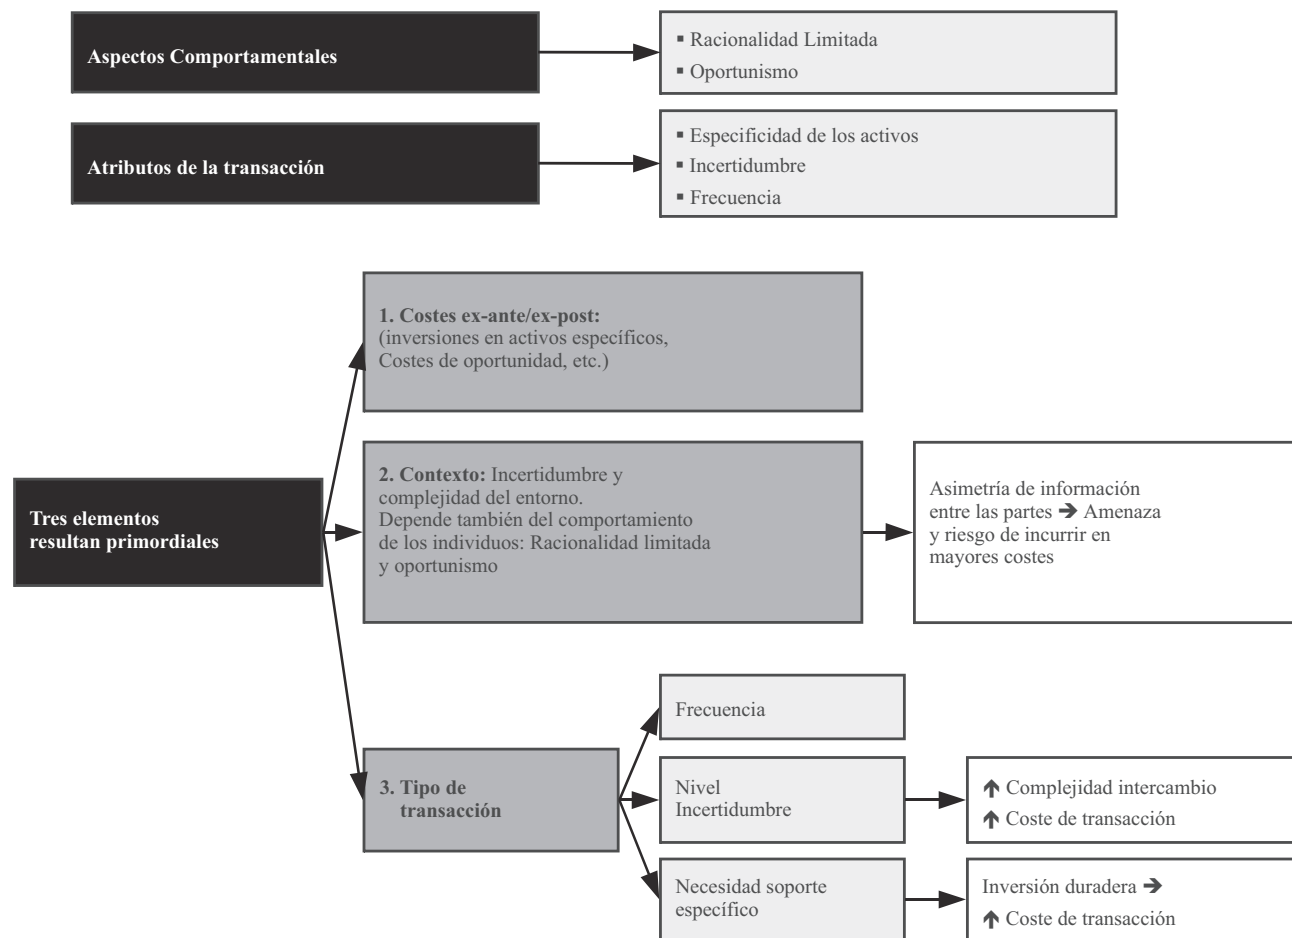 Aspectos Comportamentales
▪ Racionalidad Limitada
▪ Oportunismo
Atributos de la transacción
▪ Especificidad de los activos
▪ Incertidumbre
▪ Frecuencia
Tres elementos
resultan primordiales
1. Costes ex-ante/ex-post:
(inversiones en activos específicos,
Costes de oportunidad, etc.)
2. Contexto: Incertidumbre y
complejidad del entorno.
Depende también del comportamiento
de los individuos: Racionalidad limitada
y oportunismo
Asimetría de información
entre las partes ➔ Amenaza
y riesgo de incurrir en
mayores costes
3. Tipo de
transacción
Frecuencia
Nivel
Incertidumbre
↑ Complejidad intercambio
↑ Coste de transacción
Necesidad soporte
específico
Inversión duradera ➔
↑ Coste de transacción